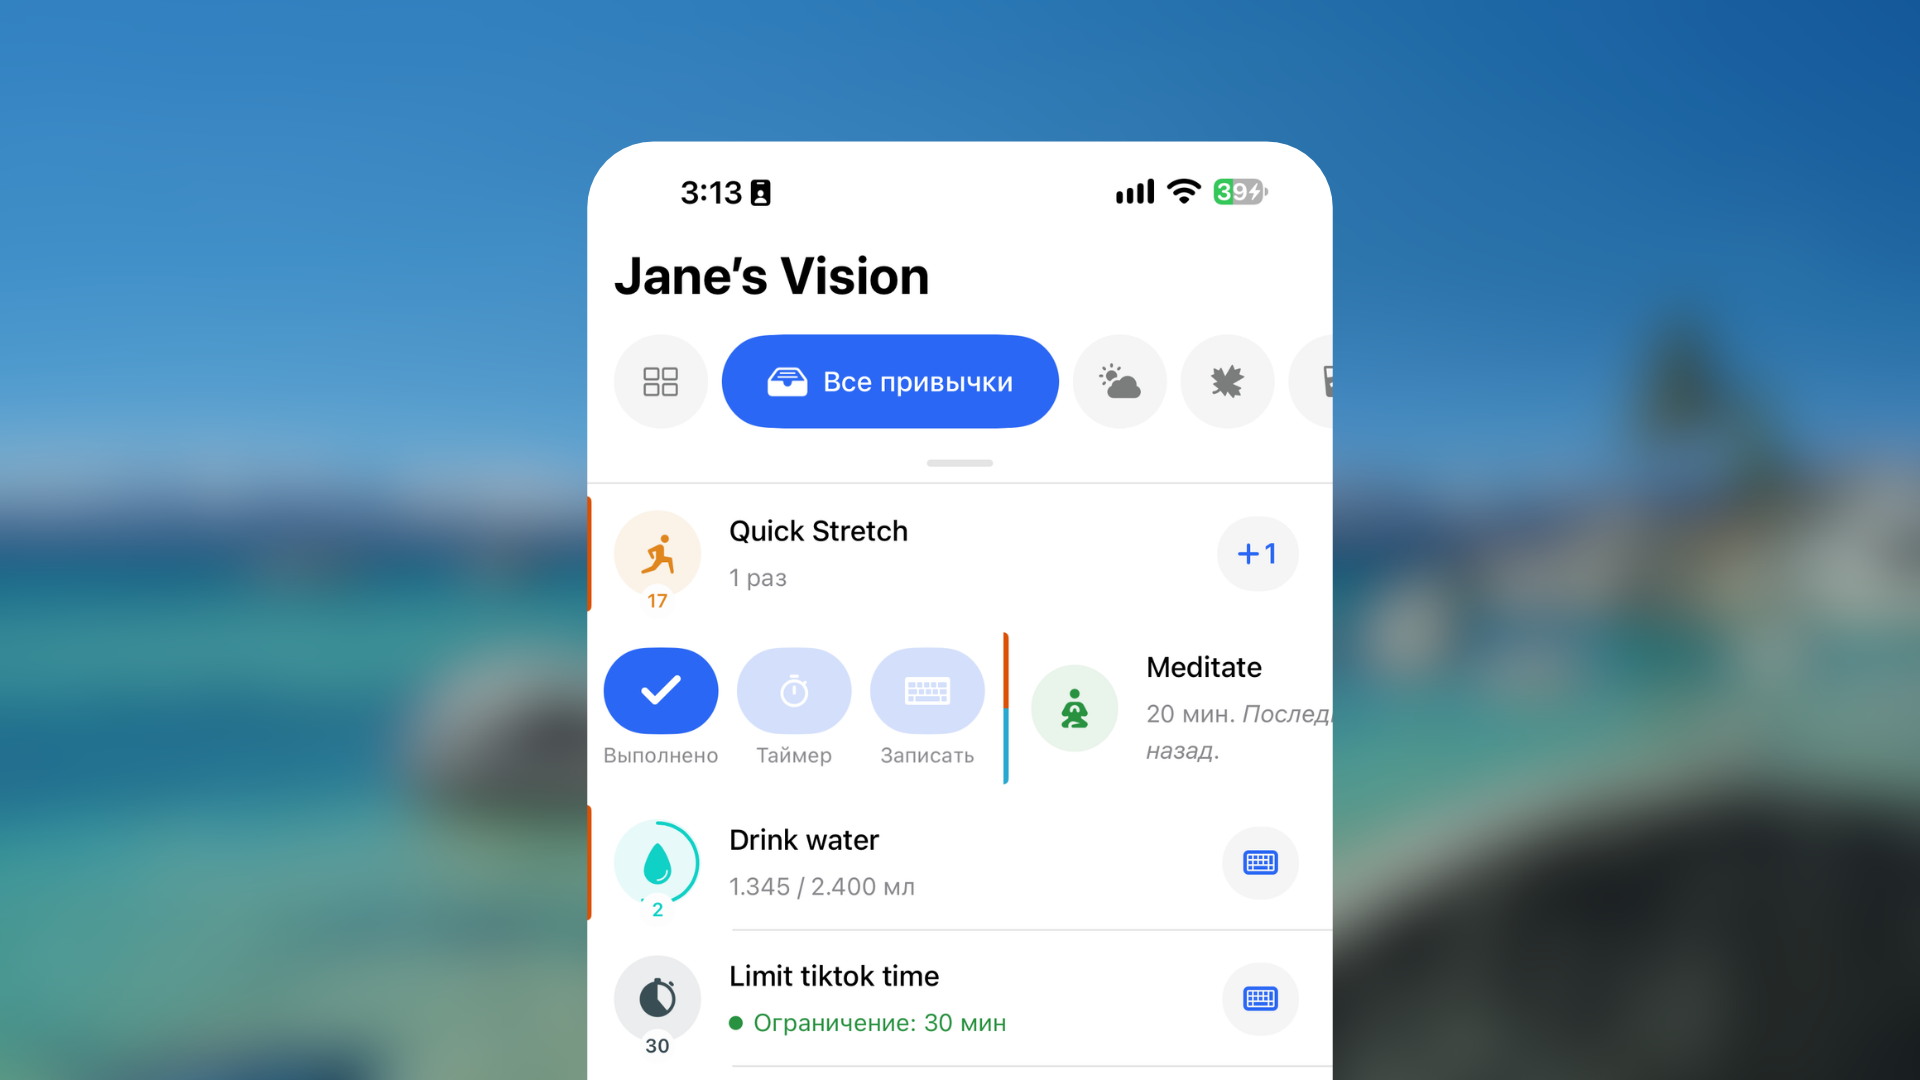 3:13
39
Jane's Vision
Все привычки
Quick Stretch
1 раз
17
+1
Выполнено
Таймер
Записать
Meditate
20 мин.
назад.
Drink water
1.345 / 2.400 мл
2
Limit tiktok time
Ограничение: 30 мин
30